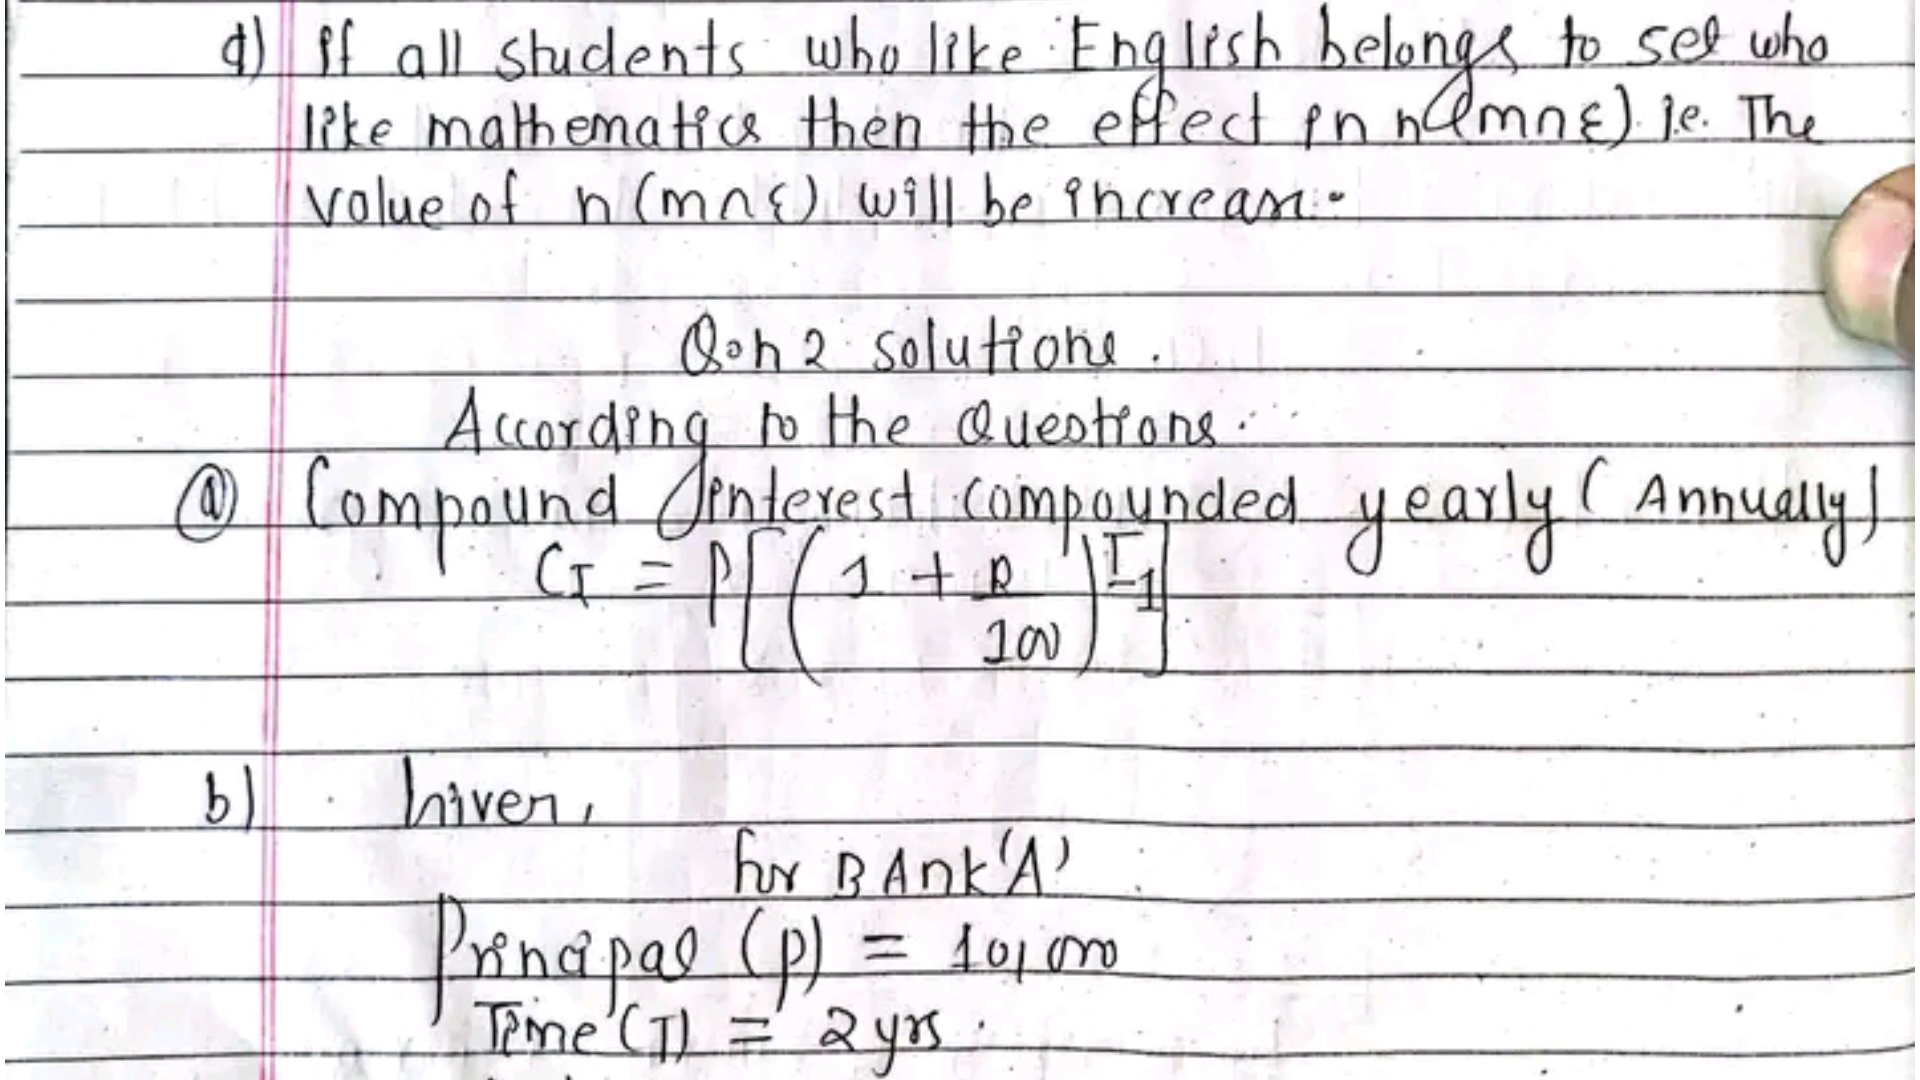 d) If all students who like English belongs to set who
like mathematics then the effect in n(m∩ε) i.e. The
value of n (m∩ε) will be increase.
Q.n 2 solutions.
According to the Questions.
(a) Compound interest compounded yearly (Annually)
CI = P[(1 + R/100)^T - 1]
b) Given,
for BAnk 'A'
Principal (p) = 10,000
Time (T) = 2 yrs.